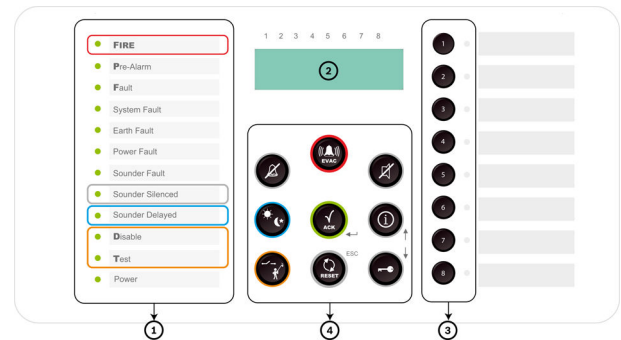 FIRE
Pre-Alarm
Fault
System Fault
Earth Fault
Power Fault
Sounder Fault
Sounder Silenced
Sounder Delayed
Disable
Test
Power
1
1 2 3 4 5 6 7 8
2
EVAC
ACK
ESC
RESET
4
1
2
3
4
5
6
7
8
3